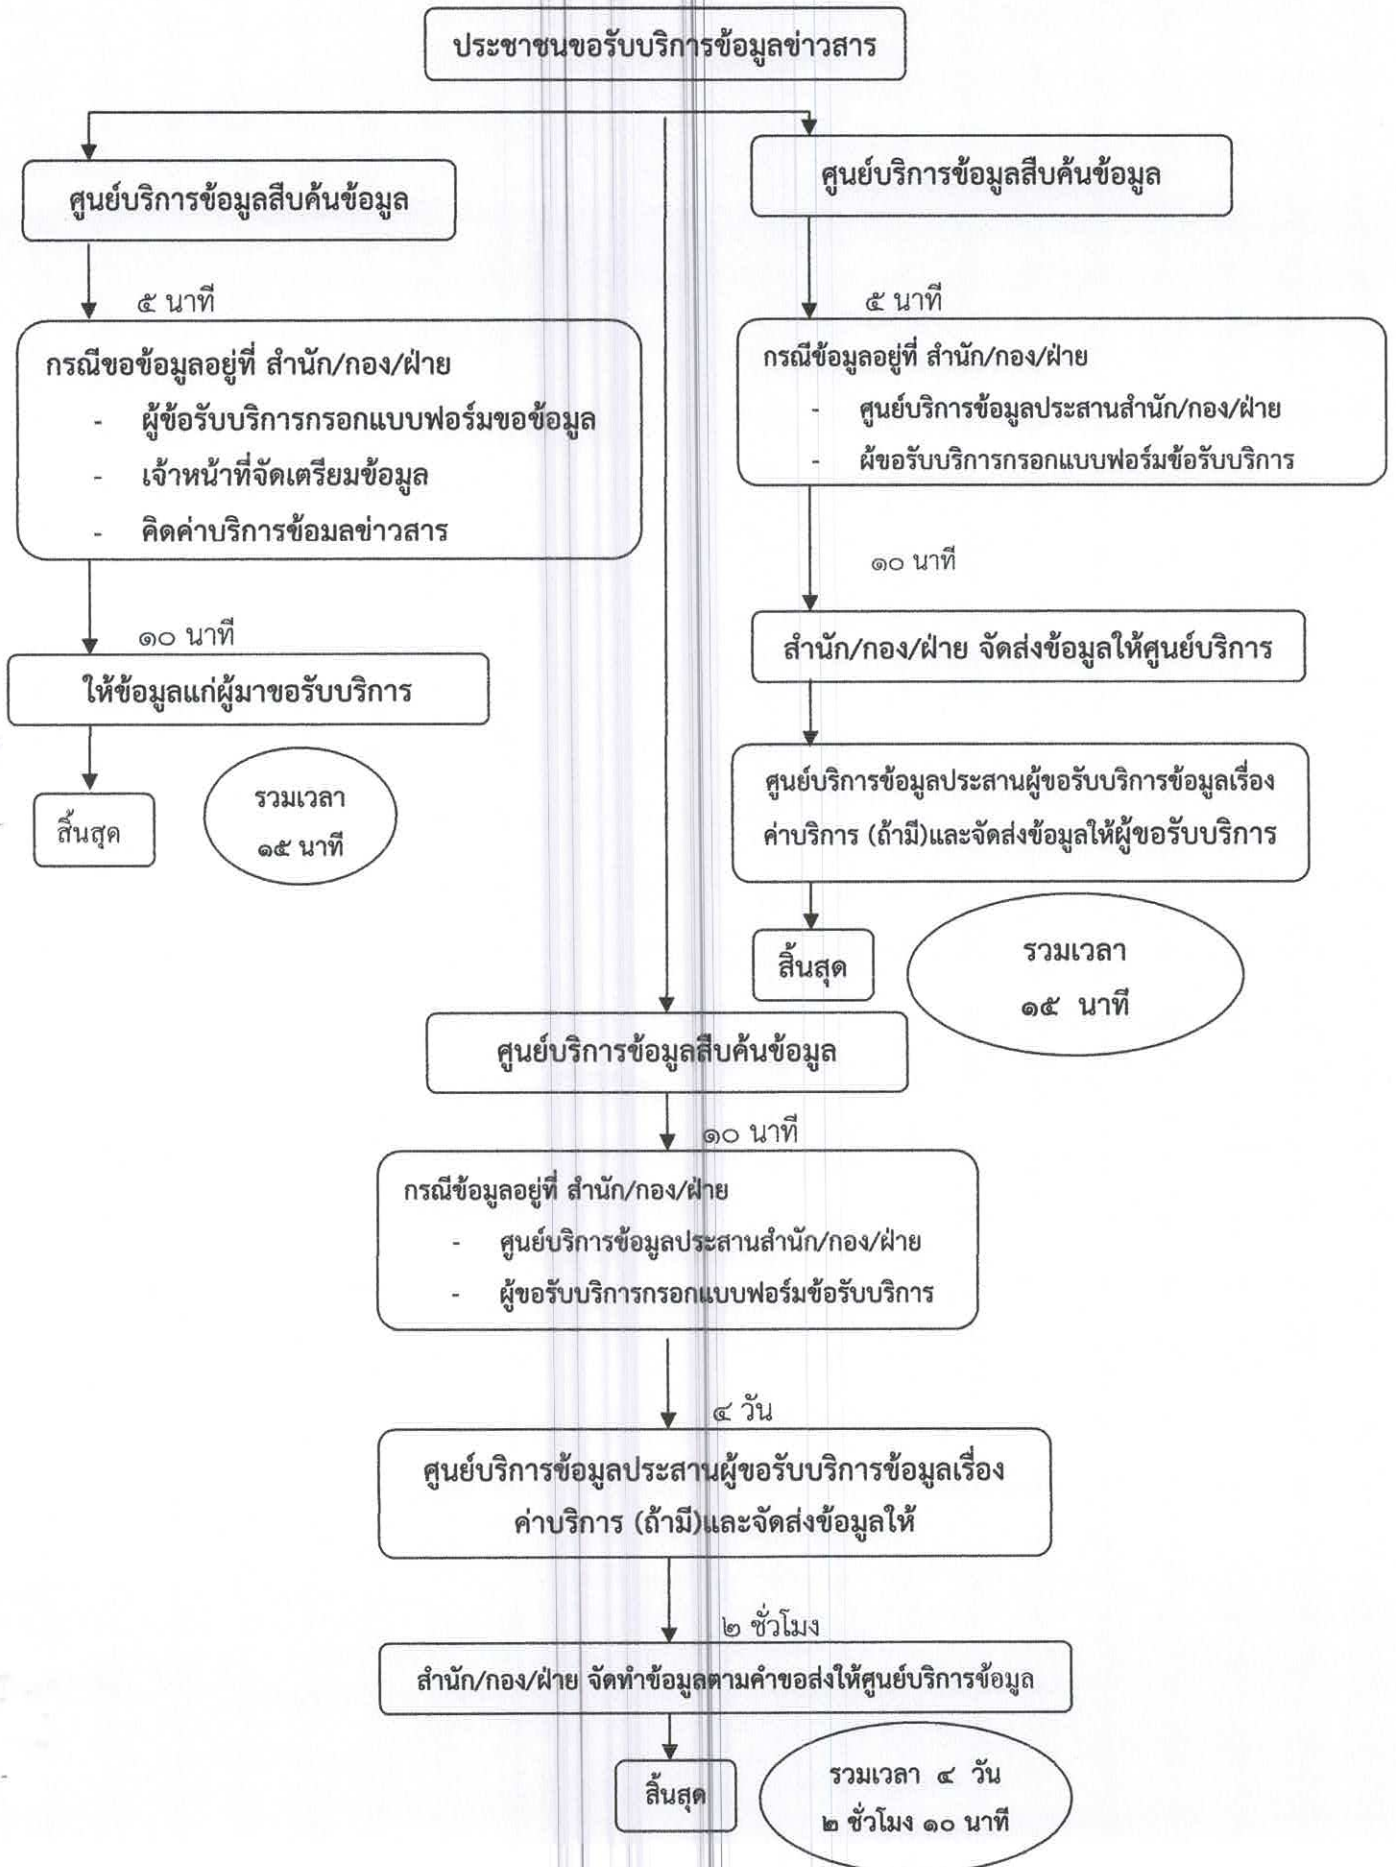 ประชาชนขอรับบริการข้อมูลข่าวสาร
ศูนย์บริการข้อมูลสืบค้นข้อมูล
๕ นาที
กรณีขอข้อมูลอยู่ที่ สำนัก/กอง/ฝ่าย
- ผู้ข้อรับบริการกรอกแบบฟอร์มขอข้อมูล
- เจ้าหน้าที่จัดเตรียมข้อมูล
- คิดค่าบริการข้อมลข่าวสาร
๑๐ นาที
ให้ข้อมูลแก่ผู้มาขอรับบริการ
สิ้นสุด
รวมเวลา
๑๕ นาที
ศูนย์บริการข้อมูลสืบค้นข้อมูล
๕ นาที
กรณีข้อมูลอยู่ที่ สำนัก/กอง/ฝ่าย
- ศูนย์บริการข้อมูลประสานสำนัก/กอง/ฝ่าย
- ผ้ขอรับบริการกรอกแบบฟอร์มข้อรับบริการ
๑๐ นาที
สำนัก/กอง/ฝ่าย จัดส่งข้อมูลให้ศูนย์บริการ
ศูนย์บริการข้อมูลประสานผู้ขอรับบริการข้อมูลเรื่อง
ค่าบริการ (ถ้ามี)และจัดส่งข้อมูลให้ผู้ขอรับบริการ
สิ้นสุด
รวมเวลา
๑๕ นาที
ศูนย์บริการข้อมูลสืบค้นข้อมูล
๑๐ นาที
กรณีข้อมูลอยู่ที่ สำนัก/กอง/ฝ่าย
- ศูนย์บริการข้อมูลประสานสำนัก/กอง/ฝ่าย
- ผู้ขอรับบริการกรอกแบบฟอร์มข้อรับบริการ
๔ วัน
ศูนย์บริการข้อมูลประสานผู้ขอรับบริการข้อมูลเรื่อง
ค่าบริการ (ถ้ามี)และจัดส่งข้อมูลให้
๒ ชั่วโมง
สำนัก/กอง/ฝ่าย จัดทำข้อมูลตามคำขอส่งให้ศูนย์บริการข้อมูล
สิ้นสุด
รวมเวลา ๔ วัน
๒ ชั่วโมง ๑๐ นาที